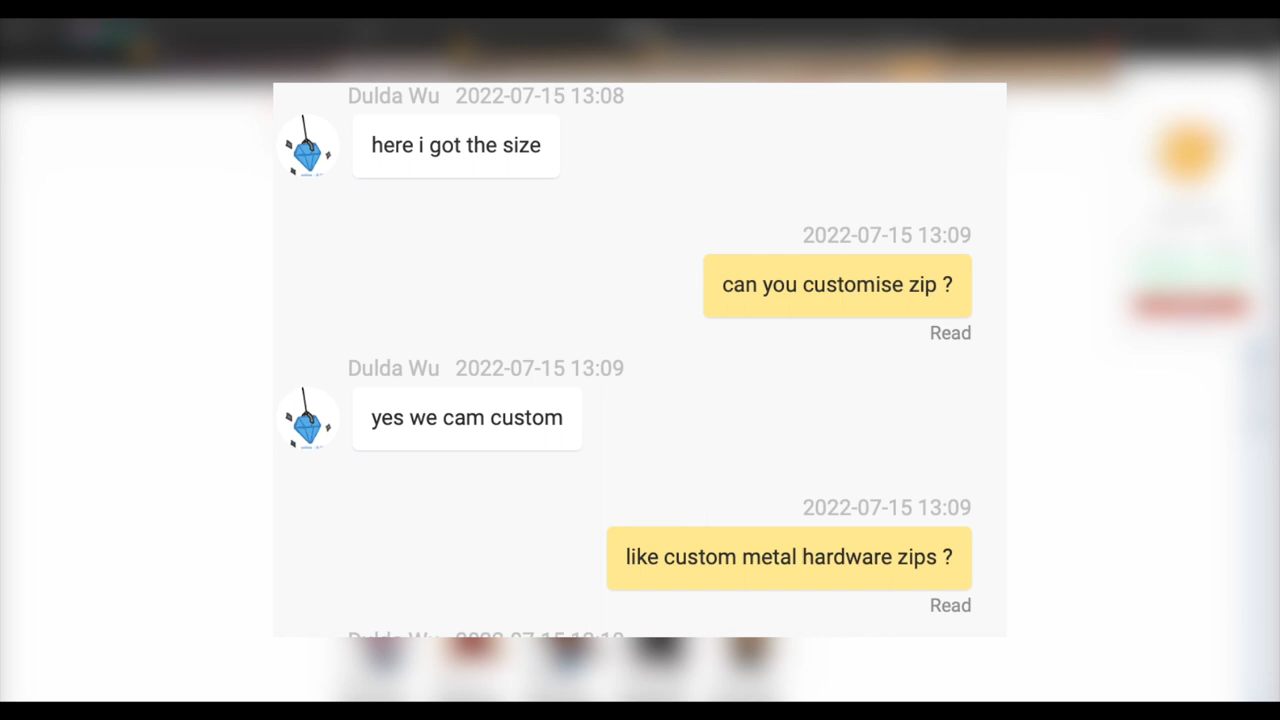 Dulda Wu 2022-07-15 13:08
here i got the size
2022-07-15 13:09
can you customise zip ?
Read
Dulda Wu 2022-07-15 13:09
yes we cam custom
2022-07-15 13:09
like custom metal hardware zips ?
Read
Dulda Wu